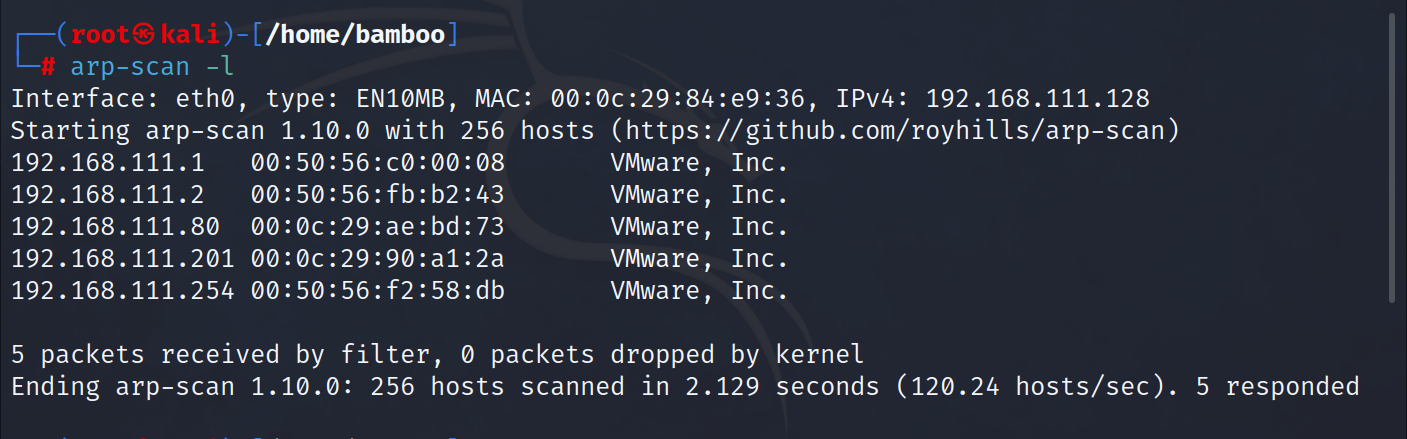 ┌──(root㉿kali)-[/home/bamboo]
└─# arp-scan -l
Interface: eth0, type: EN10MB, MAC: 00:0c:29:84:e9:36, IPv4: 192.168.111.128
Starting arp-scan 1.10.0 with 256 hosts (https://github.com/royhills/arp-scan)
192.168.111.1   00:50:56:c0:00:08       VMware, Inc.
192.168.111.2   00:50:56:fb:b2:43       VMware, Inc.
192.168.111.80  00:0c:29:ae:bd:73       VMware, Inc.
192.168.111.201 00:0c:29:90:a1:2a       VMware, Inc.
192.168.111.254 00:50:56:f2:58:db       VMware, Inc.
5 packets received by filter, 0 packets dropped by kernel
Ending arp-scan 1.10.0: 256 hosts scanned in 2.129 seconds (120.24 hosts/sec). 5 responded